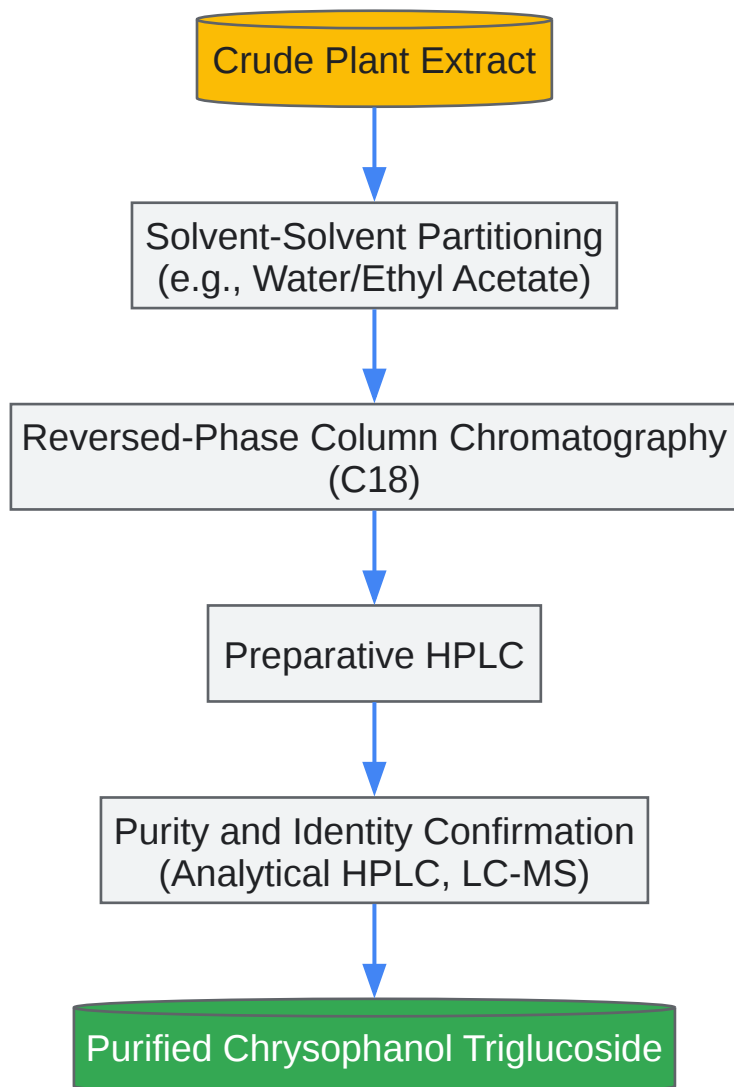 Crude Plant Extract
Solvent-Solvent Partitioning
(e.g., Water/Ethyl Acetate)
Reversed-Phase Column Chromatography
(C18)
Preparative HPLC
Purity and Identity Confirmation
(Analytical HPLC, LC-MS)
Purified Chrysophanol Triglucoside